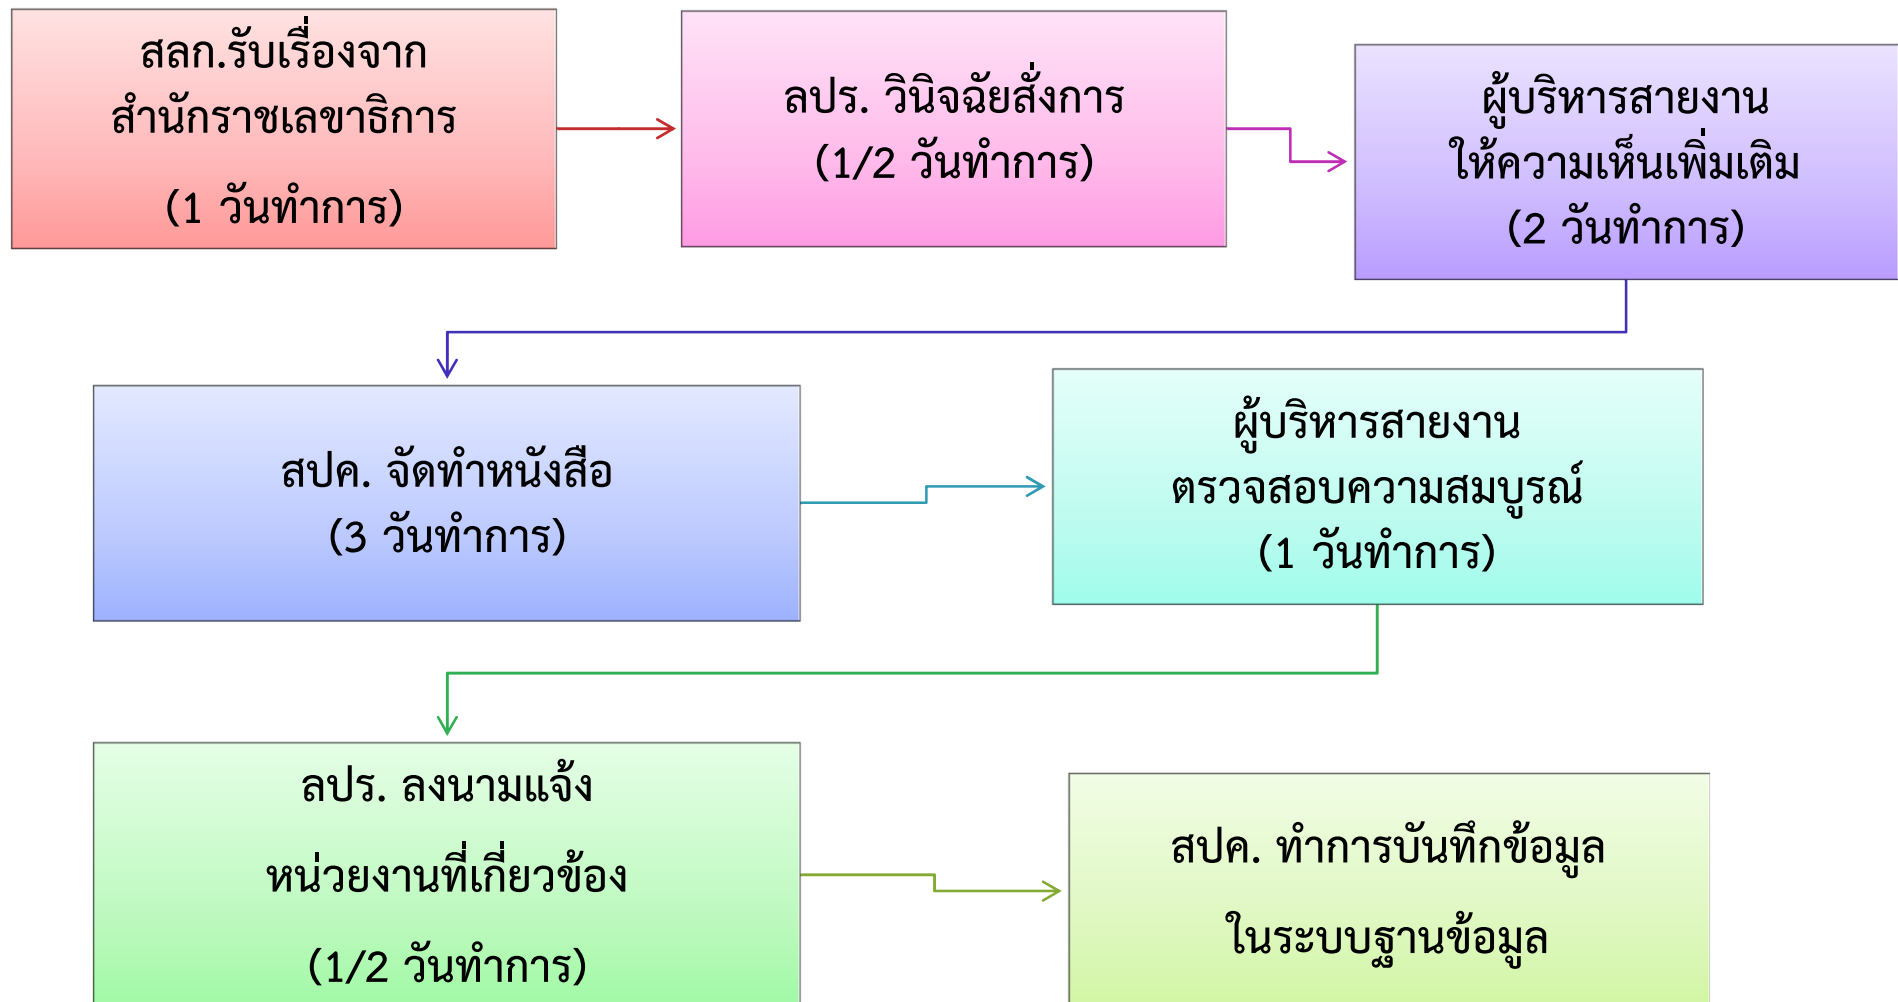 สลก.รับเรื่องจาก
สำนักราชเลขาธิการ
(1 วันทำการ)
ลปร. วินิจฉัยสั่งการ
(1/2 วันทำการ)
ผู้บริหารสายงาน
ให้ความเห็นเพิ่มเติม
(2 วันทำการ)
สปค. จัดทำหนังสือ
(3 วันทำการ)
ผู้บริหารสายงาน
ตรวจสอบความสมบูรณ์
(1 วันทำการ)
ลปร. ลงนามแจ้ง
หน่วยงานที่เกี่ยวข้อง
(1/2 วันทำการ)
สปค. ทำการบันทึกข้อมูล
ในระบบฐานข้อมูล